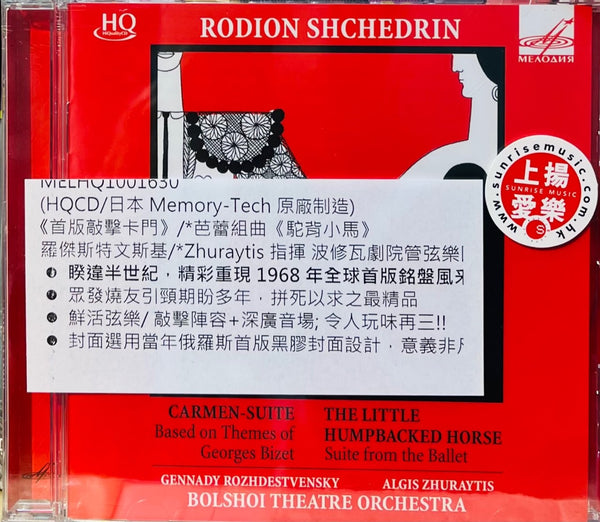 HQ
HiQualityCD
RODION SHCHEDRIN
МЕЛОДИЯ
www.sunrisemusic.com.hk
上揚
SUNRISE MUSIC
愛樂
S
MELHQ1001630
(HQCD/日本 Memory-Tech 原廠制造)
《首版敲擊卡門》/*芭蕾組曲《駝背小馬》
羅傑斯特文斯基/*Zhuraytis 指揮 波修瓦劇院管弦樂
睽違半世紀，精彩重現 1968 年全球首版銘盤風
眾發燒友引頸期盼多年，拼死以求之最精品
鮮活弦樂/ 敲擊陣容+深廣音場; 令人玩味再三!!
封面選用當年俄羅斯首版黑膠封面設計，意義非
CARMEN-SUITE
Based on Themes of
Georges Bizet
THE LITTLE
HUMPBACKED HORSE
Suite from the Ballet
GENNADY ROZHDESTVENSKY ALGIS ZHURAYTIS
BOLSHOI THEATRE ORCHESTRA